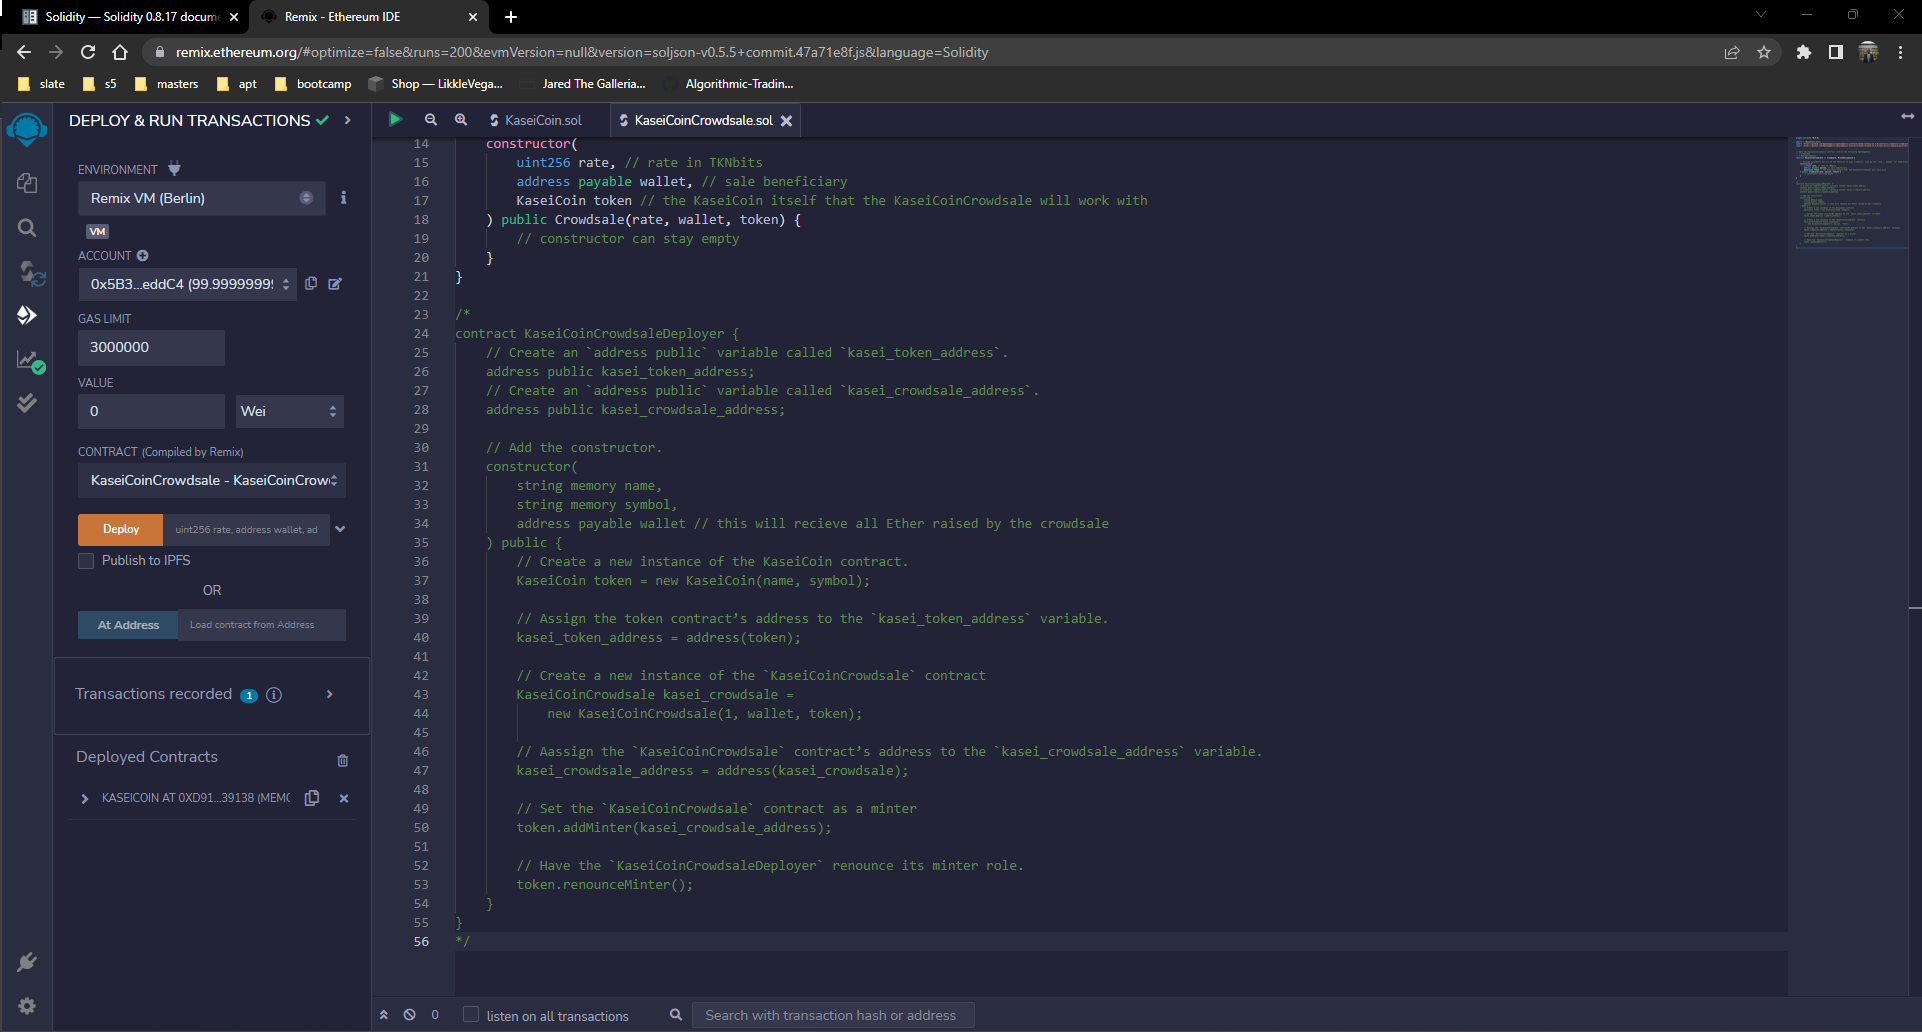 Solidity — Solidity 0.8.17 docum
Remix - Ethereum IDE
remix.ethereum.org/#optimize=false&runs=200&evmVersion=null&version=soljson-v0.5.5+commit.47a71e8f.js&language=Solidity
slate
s5
masters
apt
bootcamp
Shop — LikkleVega...
Jared The Galleria...
Algorithmic-Tradin...
DEPLOY & RUN TRANSACTIONS
ENVIRONMENT
Remix VM (Berlin)
VM
ACCOUNT
0x5B3...eddC4 (99.99999999
GAS LIMIT
3000000
VALUE
0
Wei
CONTRACT (Compiled by Remix)
KaseiCoinCrowdsale - KaseiCoinCrow
Deploy
uint256 rate, address wallet, ad
Publish to IPFS
OR
At Address
Load contract from Address
Transactions recorded 1
Deployed Contracts
KASEICOIN AT 0XD91...39138 (MEMO
KaseiCoin.sol
KaseiCoinCrowdsale.sol
14 constructor(
15 uint256 rate, // rate in TKNbits
16 address payable wallet, // sale beneficiary
17 KaseiCoin token // the KaseiCoin itself that the KaseiCoinCrowdsale will work with
18 ) public Crowdsale(rate, wallet, token) {
19 // constructor can stay empty
20 }
21 }
22
23 /*
24 contract KaseiCoinCrowdsaleDeployer {
25 // Create an `address public` variable called `kasei_token_address`.
26 address public kasei_token_address;
27 // Create an `address public` variable called `kasei_crowdsale_address`.
28 address public kasei_crowdsale_address;
29
30 // Add the constructor.
31 constructor(
32 string memory name,
33 string memory symbol,
34 address payable wallet // this will recieve all Ether raised by the crowdsale
35 ) public {
36 // Create a new instance of the KaseiCoin contract.
37 KaseiCoin token = new KaseiCoin(name, symbol);
38
39 // Assign the token contract’s address to the `kasei_token_address` variable.
40 kasei_token_address = address(token);
41
42 // Create a new instance of the `KaseiCoinCrowdsale` contract
43 KaseiCoinCrowdsale kasei_crowdsale =
44 new KaseiCoinCrowdsale(1, wallet, token);
45
46 // Aassign the `KaseiCoinCrowdsale` contract’s address to the `kasei_crowdsale_address` variable.
47 kasei_crowdsale_address = address(kasei_crowdsale);
48
49 // Set the `KaseiCoinCrowdsale` contract as a minter
50 token.addMinter(kasei_crowdsale_address);
51
52 // Have the `KaseiCoinCrowdsaleDeployer` renounce its minter role.
53 token.renounceMinter();
54 }
55 }
56 */
0
listen on all transactions
Search with transaction hash or address